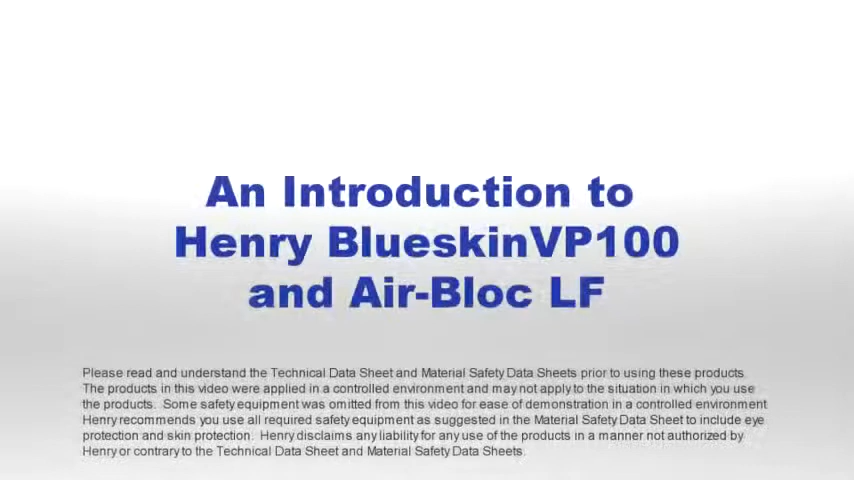 An Introduction to
Henry BlueskinVP100
and Air-Bloc LF
Please read and understand the Technical Data Sheet and Material Safety Data Sheets prior to using these products.
The products in this video were applied in a controlled environment and may not apply to the situation in which you use
the products. Some safety equipment was omitted from this video for ease of demonstration in a controlled environment
Henry recommends you use all required safety equipment as suggested in the Material Safety Data Sheet to include eye
protection and skin protection. Henry disclaims any liability for any use of the products in a manner not authorized by
Henry or contrary to the Technical Data Sheet and Material Safety Data Sheets.